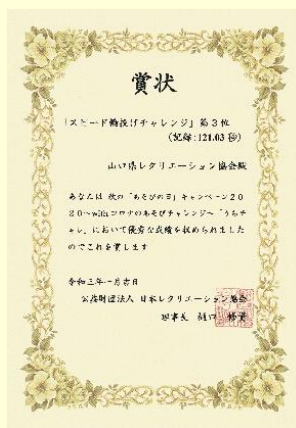 賞状
「スピード輪投げチャレンジ」第3位
(記録:121.03秒)
山口県レクリエーション協会殿
あなたは秋の「あそびの日」キャンペーン20
20～withコロナのあそびチャレンジ～「うちチ
ャレ」において優秀な成績を収められました
のでこれを賞します
令和三年一月吉日
公益財団法人 日本レクリエーション協会
理事長